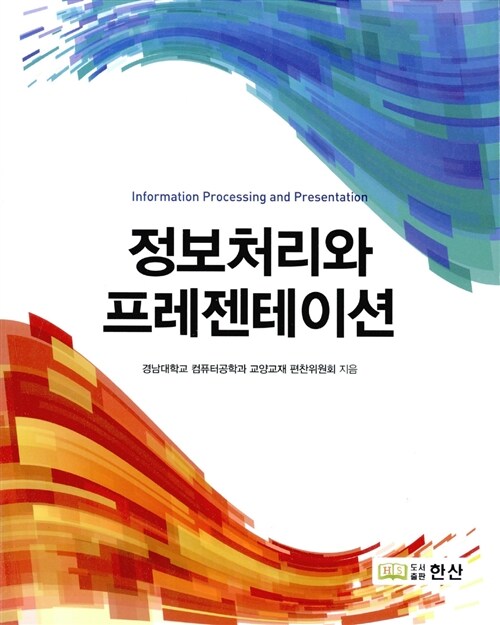 Information Processing and Presentation
정보처리와
프레젠테이션
경남대학교 컴퓨터공학과 교양교재 편찬위원회 지음
HS 도서출판 한산